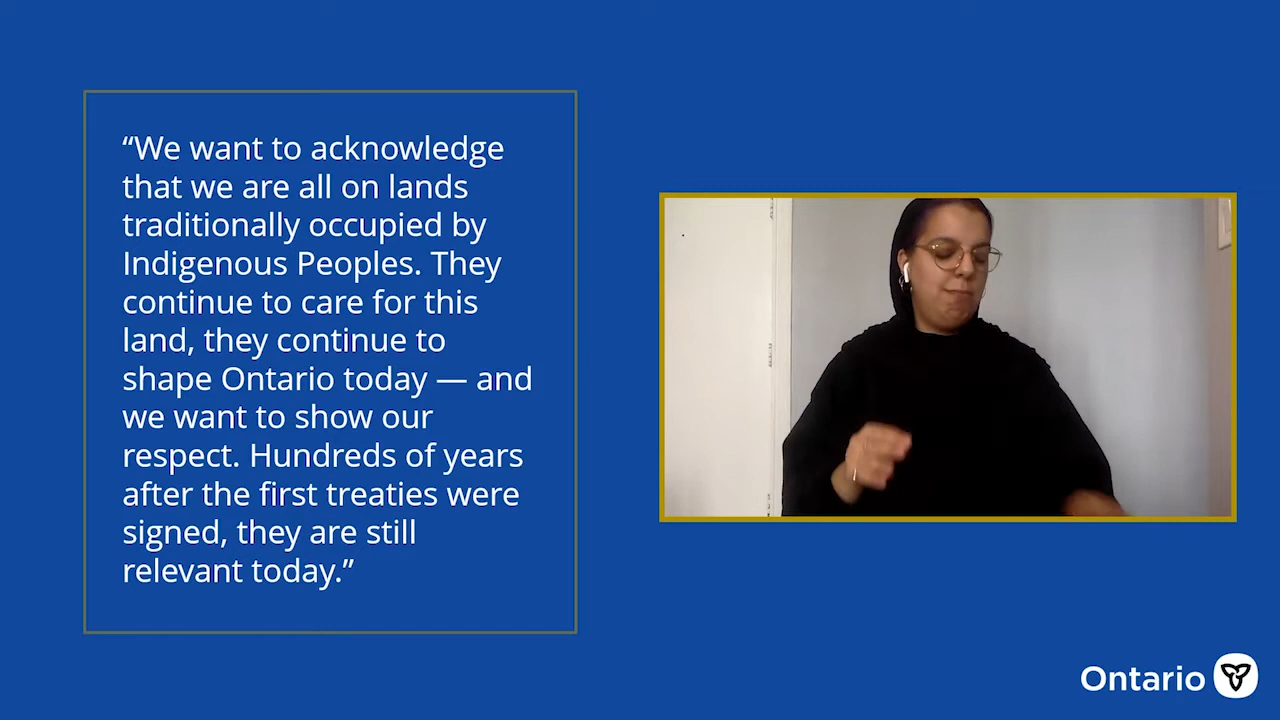 “We want to acknowledge
that we are all on lands
traditionally occupied by
Indigenous Peoples. They
continue to care for this
land, they continue to
shape Ontario today — and
we want to show our
respect. Hundreds of years
after the first treaties were
signed, they are still
relevant today.”
Ontario